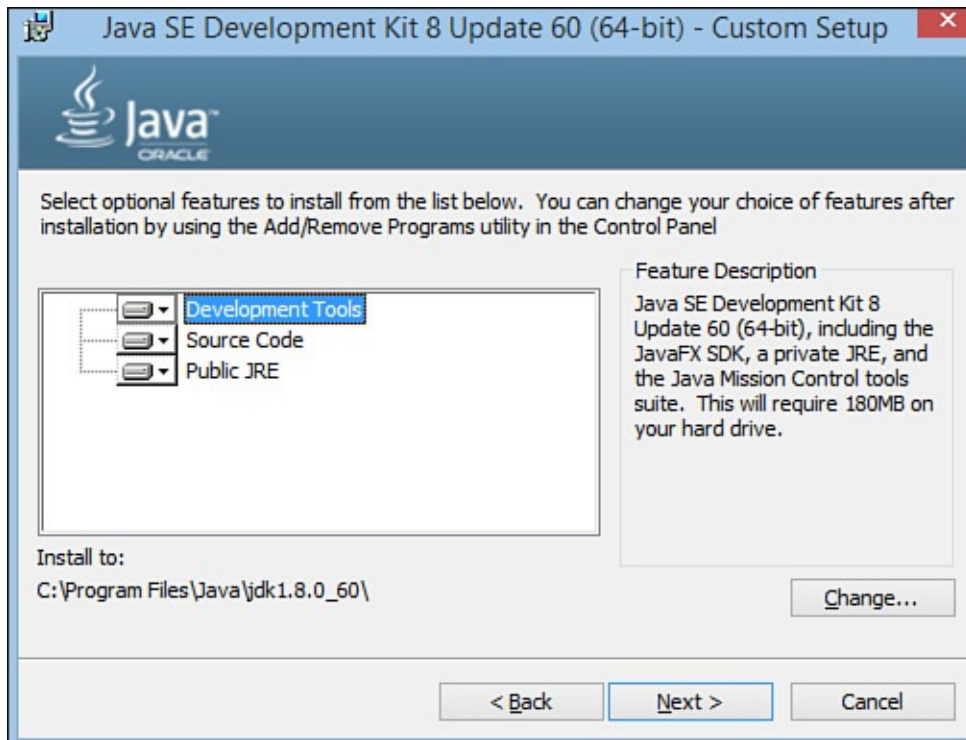 Java SE Development Kit 8 Update 60 (64-bit) - Custom Setup
Java™
ORACLE
Select optional features to install from the list below.  You can change your choice of features after
installation by using the Add/Remove Programs utility in the Control Panel
Development Tools
Source Code
Public JRE
Feature Description
Java SE Development Kit 8
Update 60 (64-bit), including the
JavaFX SDK, a private JRE, and
the Java Mission Control tools
suite.  This will require 180MB on
your hard drive.
Install to:
C:\Program Files\Java\jdk1.8.0_60\
Change...
< Back
Next >
Cancel